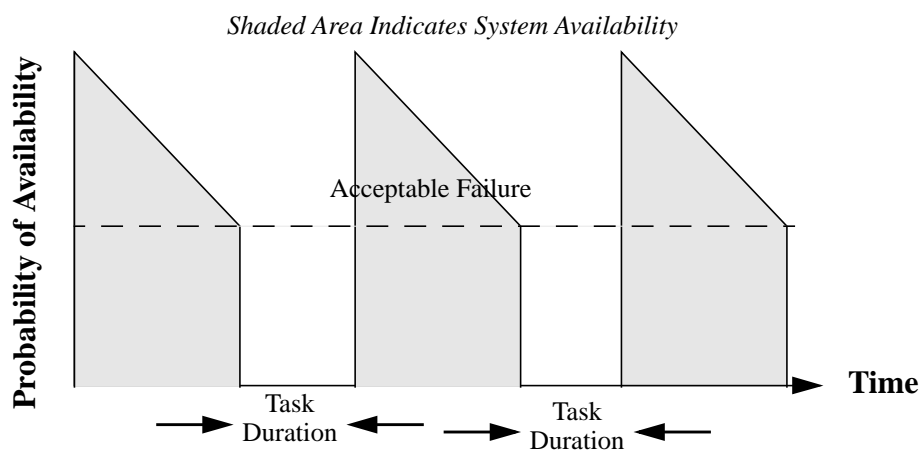 Shaded Area Indicates System Availability
Probability of Availability
Acceptable Failure
Time
Task
Duration
Task
Duration